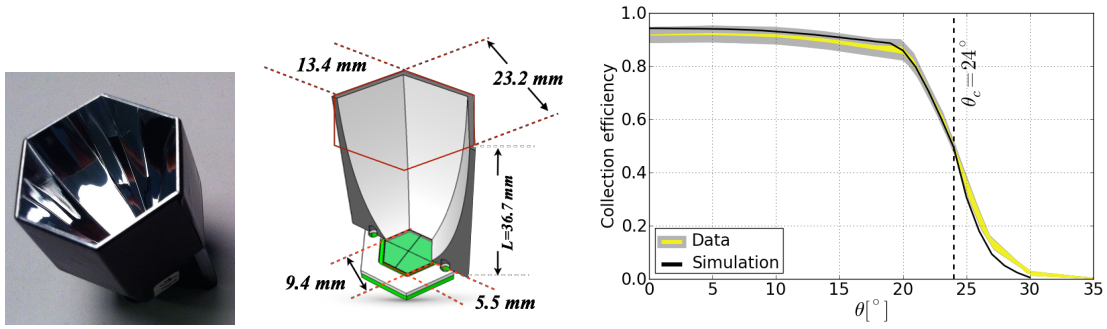 13.4 mm
23.2 mm
L=36.7 mm
9.4 mm
5.5 mm
Collection efficiency
1.0
0.8
0.6
0.4
0.2
0.0
θc = 24°
Data
Simulation
0 5 10 15 20 25 30 35
θ[°]